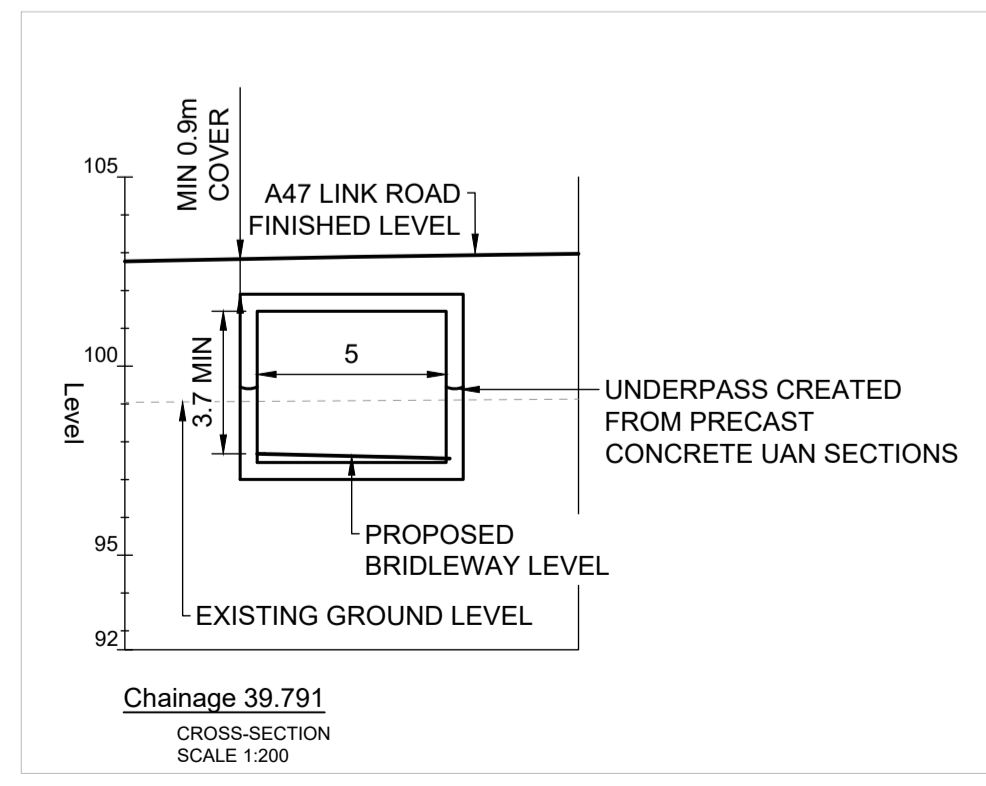 MIN 0.9m
COVER
105
A47 LINK ROAD
FINISHED LEVEL
100
Level
3.7 MIN
5
UNDERPASS CREATED
FROM PRECAST
CONCRETE UAN SECTIONS
95
PROPOSED
BRIDLEWAY LEVEL
EXISTING GROUND LEVEL
92
Chainage 39.791
CROSS-SECTION
SCALE 1:200